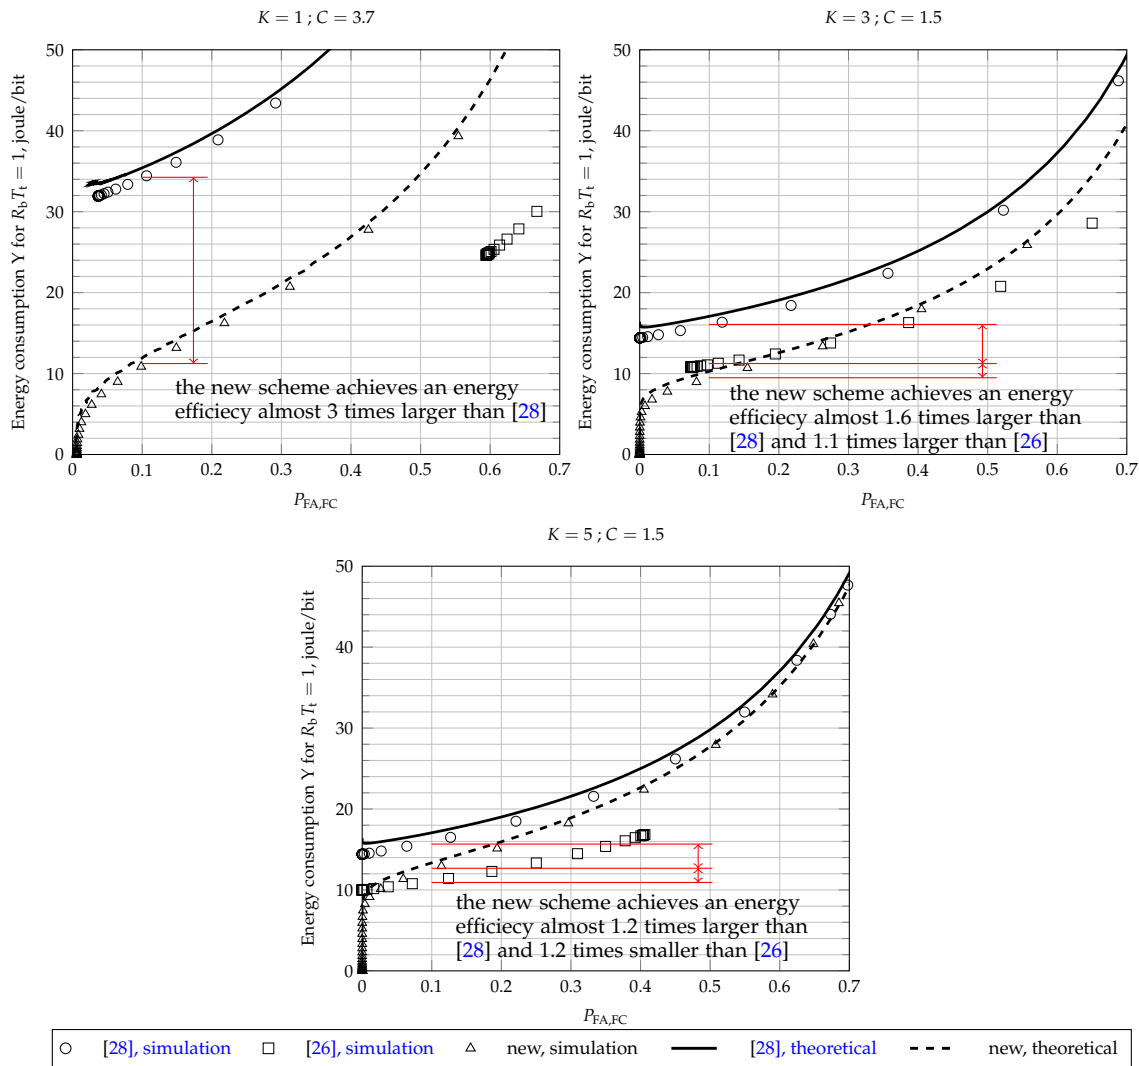 K = 1 ; C = 3.7
K = 3 ; C = 1.5
50
40
30
20
10
0
0
0.1
0.2
0.3
0.4
0.5
0.6
0.7
Energy consumption Y for R_b T_t = 1, joule/bit
P_FA,FC
the new scheme achieves an energy
efficiecy almost 3 times larger than [28]
50
40
30
20
10
0
0
0.1
0.2
0.3
0.4
0.5
0.6
0.7
Energy consumption Y for R_b T_t = 1, joule/bit
P_FA,FC
the new scheme achieves an energy
efficiecy almost 1.6 times larger than
[28] and 1.1 times larger than [26]
K = 5 ; C = 1.5
50
40
30
20
10
0
0
0.1
0.2
0.3
0.4
0.5
0.6
0.7
Energy consumption Y for R_b T_t = 1, joule/bit
P_FA,FC
the new scheme achieves an energy
efficiecy almost 1.2 times larger than
[28] and 1.2 times smaller than [26]
[28], simulation [26], simulation new, simulation [28], theoretical new, theoretical